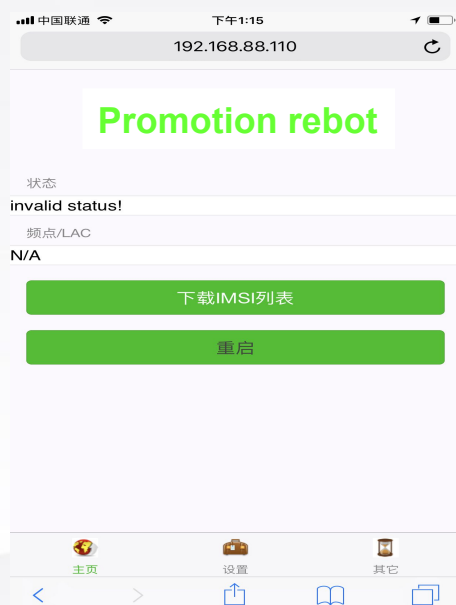 中国联通
下午1:15
192.168.88.110
Promotion rebot
状态
invalid status!
频点/LAC
N/A
下载IMSI列表
重启
主页
设置
其它